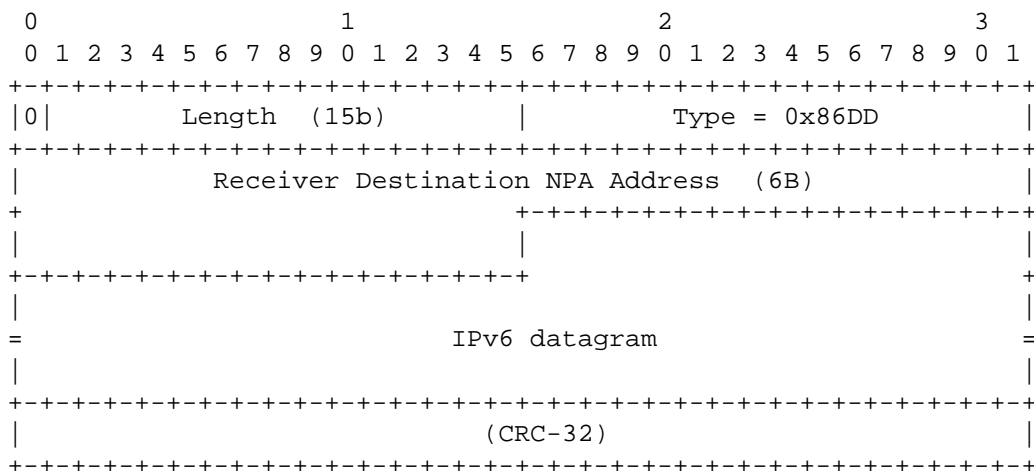 0                   1                   2                   3
 0 1 2 3 4 5 6 7 8 9 0 1 2 3 4 5 6 7 8 9 0 1 2 3 4 5 6 7 8 9 0 1
+-+-+-+-+-+-+-+-+-+-+-+-+-+-+-+-+-+-+-+-+-+-+-+-+-+-+-+-+-+-+-+-+
|0|        Length  (15b)        |         Type = 0x86DD         |
+-+-+-+-+-+-+-+-+-+-+-+-+-+-+-+-+-+-+-+-+-+-+-+-+-+-+-+-+-+-+-+-+
|            Receiver Destination NPA Address  (6B)             |
+                               +-+-+-+-+-+-+-+-+-+-+-+-+-+-+-+-+
|                               |                               |
+-+-+-+-+-+-+-+-+-+-+-+-+-+-+-+-+                               +
|                                                               |
=                           IPv6 datagram                       =
|                                                               |
+-+-+-+-+-+-+-+-+-+-+-+-+-+-+-+-+-+-+-+-+-+-+-+-+-+-+-+-+-+-+-+-+
|                             (CRC-32)                          |
+-+-+-+-+-+-+-+-+-+-+-+-+-+-+-+-+-+-+-+-+-+-+-+-+-+-+-+-+-+-+-+-+